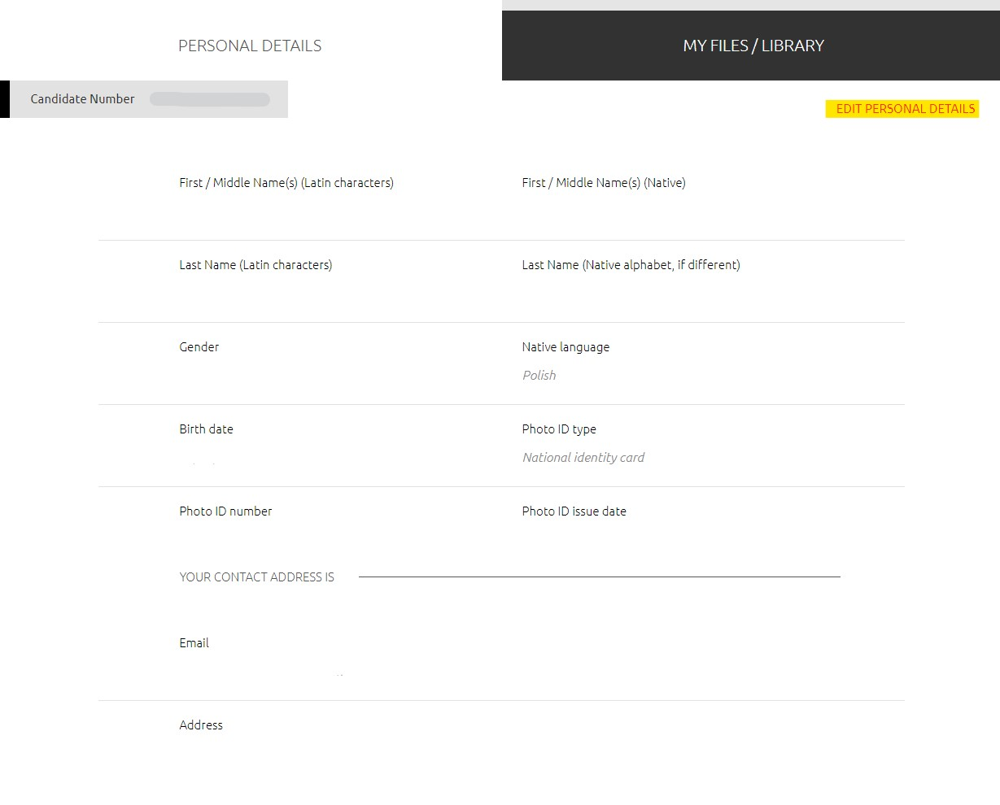 PERSONAL DETAILS
MY FILES / LIBRARY
Candidate Number
EDIT PERSONAL DETAILS
First / Middle Name(s) (Latin characters)
First / Middle Name(s) (Native)
Last Name (Latin characters)
Last Name (Native alphabet, if different)
Gender
Native language
Polish
Birth date
Photo ID type
National identity card
Photo ID number
Photo ID issue date
YOUR CONTACT ADDRESS IS
Email
Address